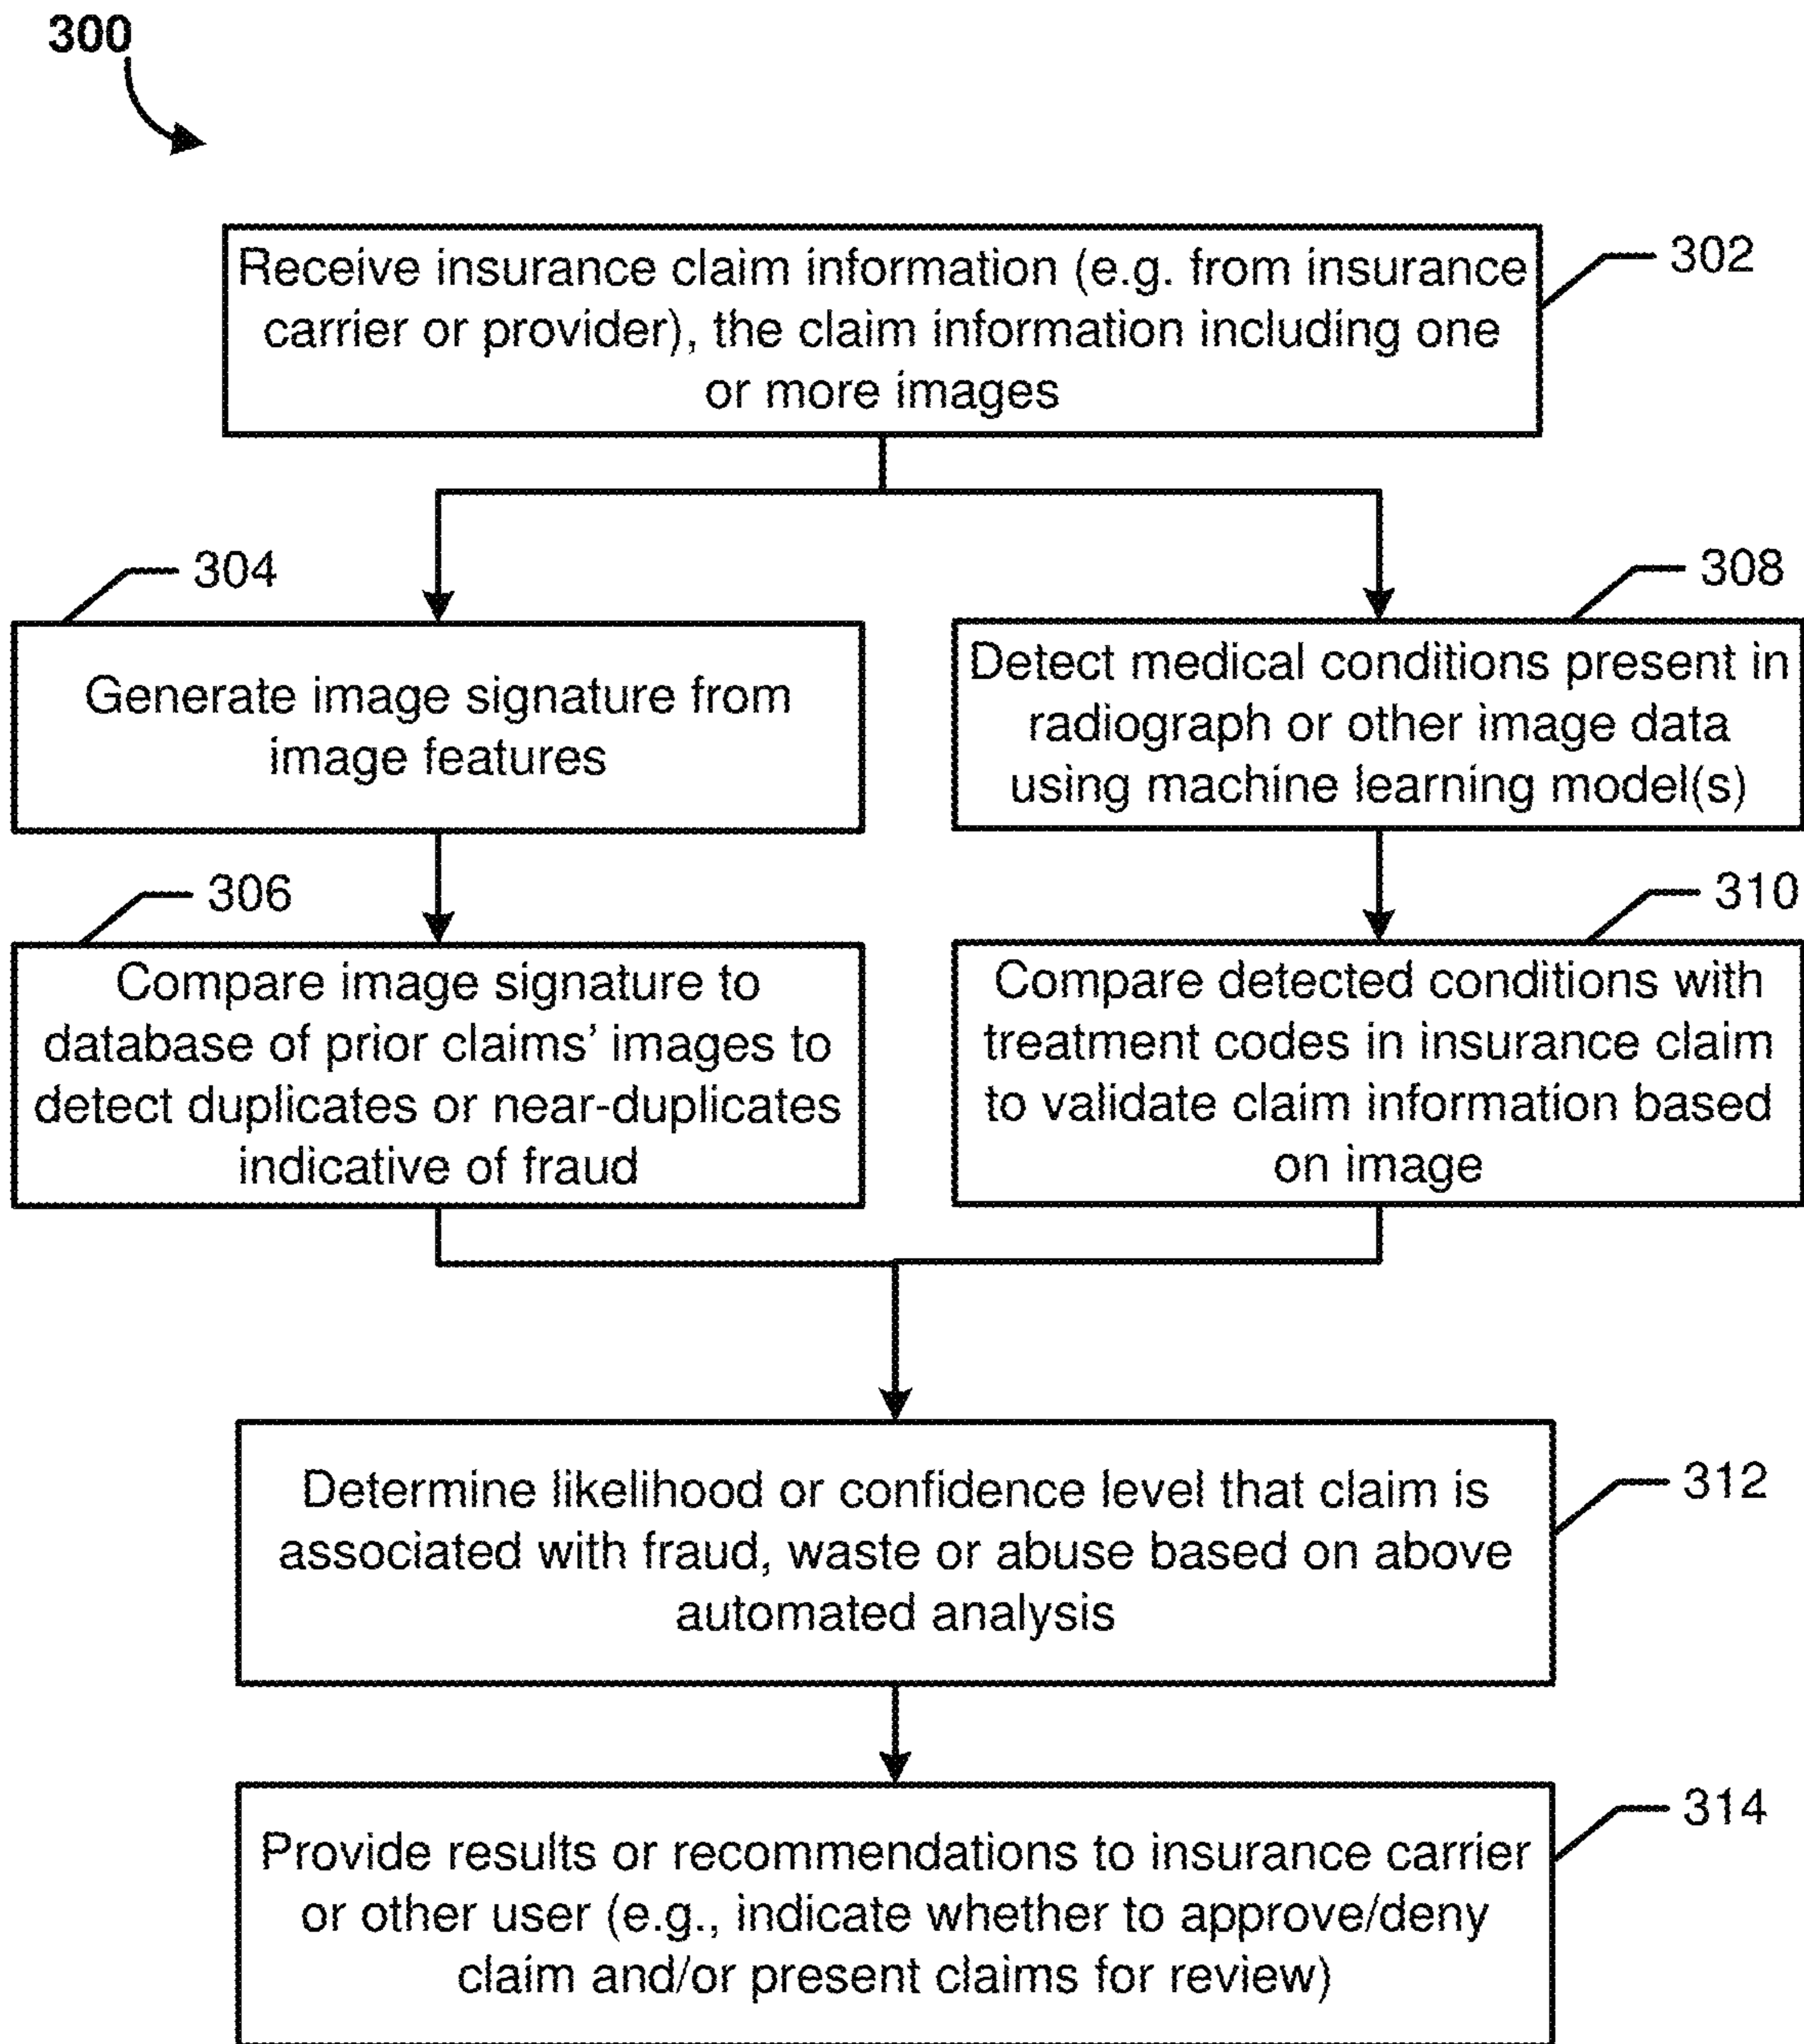 300
Receive insurance claim information (e.g. from insurance
carrier or provider), the claim information including one
or more images
302
304
Generate image signature from
image features
308
Detect medical conditions present in
radiograph or other image data
using machine learning model(s)
306
Compare image signature to
database of prior claims’ images to
detect duplicates or near-duplicates
indicative of fraud
310
Compare detected conditions with
treatment codes in insurance claim
to validate claim information based
on image
Determine likelihood or confidence level that claim is
associated with fraud, waste or abuse based on above
automated analysis
312
Provide results or recommendations to insurance carrier
or other user (e.g., indicate whether to approve/deny
claim and/or present claims for review)
314